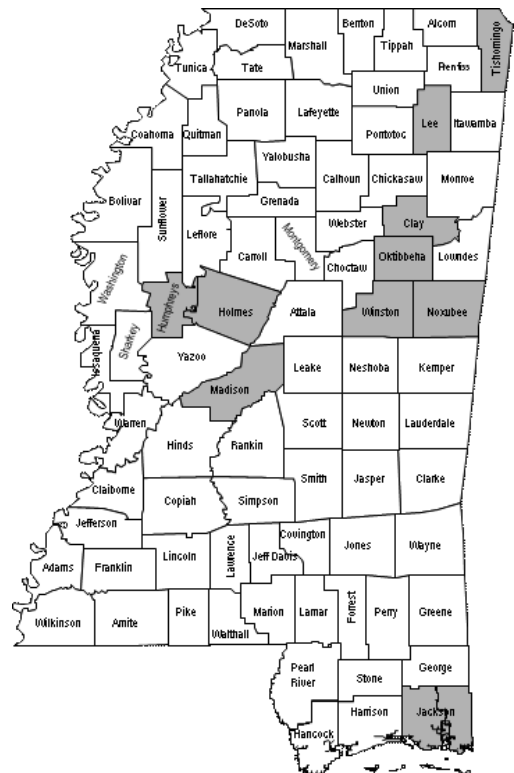 DeSoto
Marshall
Benton
Tippah
Alcorn
Tishomingo
Tunica
Tate
Prentiss
Union
Panola
Lafeyette
Lee
Itawamba
Coahoma
Quitman
Pontotoc
Yalobusha
Tallahatchie
Calhoun
Chickasaw
Monroe
Bolivar
Sunflower
Grenada
Leflore
Webster
Clay
Carroll
Montgomery
Choctaw
Oktibbeha
Lowndes
Washington
Humphreys
Holmes
Attala
Winston
Noxubee
Issaquena
Sharkey
Yazoo
Leake
Neshoba
Kemper
Madison
Warren
Scott
Newton
Lauderdale
Hinds
Rankin
Smith
Jasper
Clarke
Claiborne
Copiah
Simpson
Jefferson
Covington
Lincoln
Lawrence
Jeff Davis
Jones
Wayne
Adams
Franklin
Wilkinson
Amite
Pike
Walthall
Marion
Lamar
Forrest
Perry
Greene
Pearl
River
Stone
George
Hancock
Harrison
Jackson